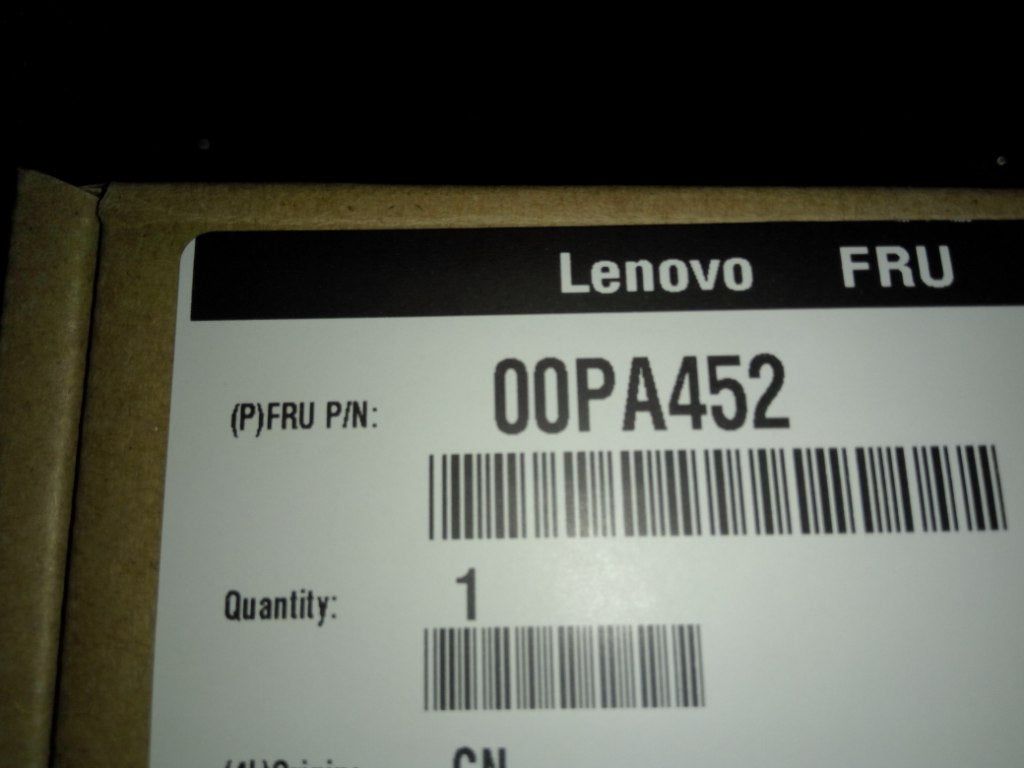 Lenovo FRU
(P)FRU P/N: 00PA452
Quantity: 1